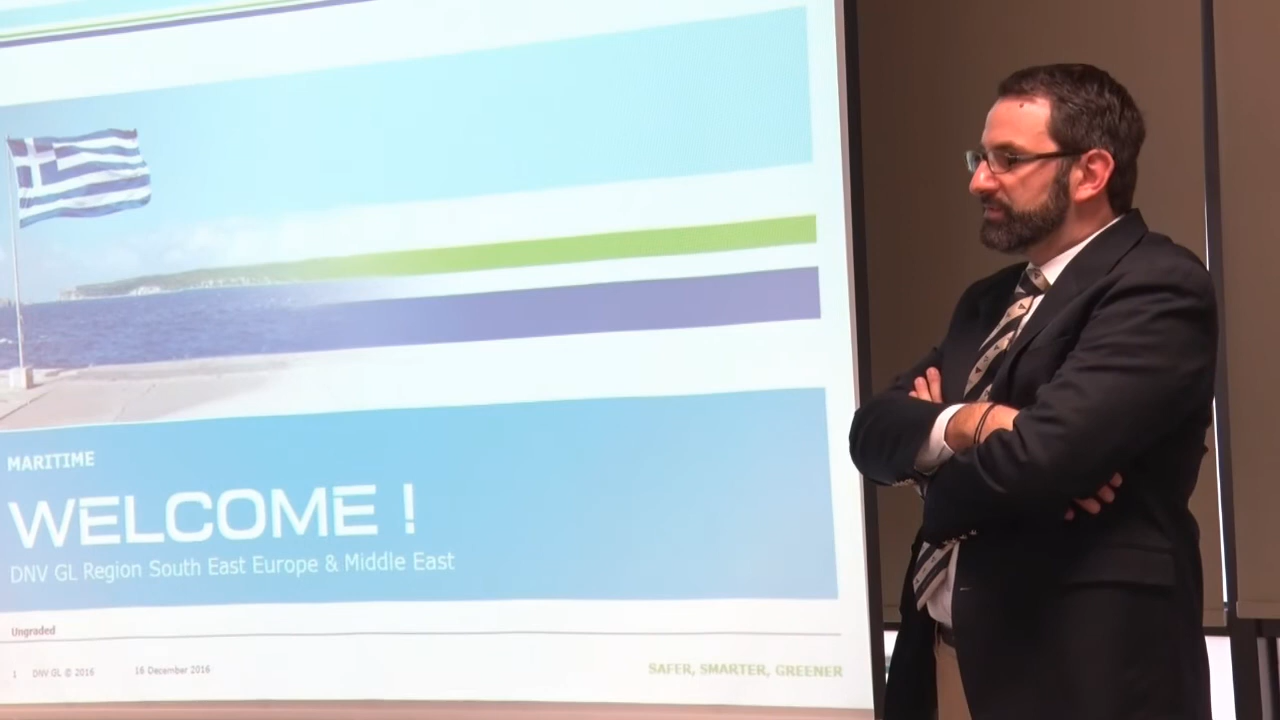 MARITIME
WELCOME !
DNV GL Region South East Europe & Middle East
Ungraded
1 DNV GL © 2016 16 December 2016
SAFER, SMARTER, GREENER